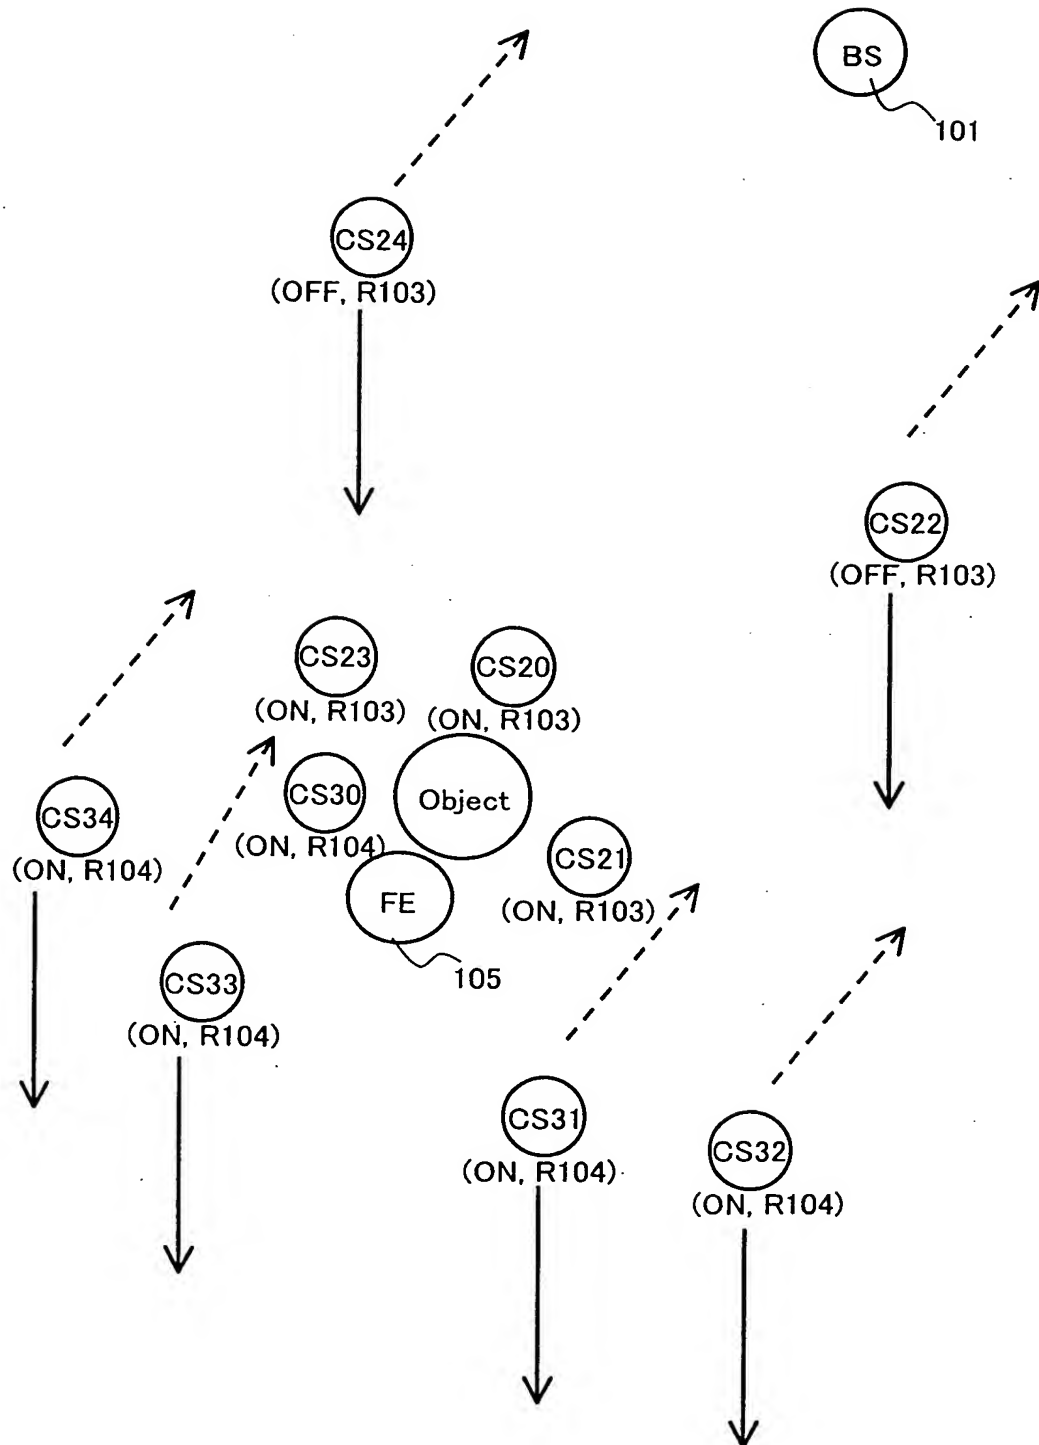 BS
101
CS24
(OFF, R103)
CS22
(OFF, R103)
CS23
(ON, R103)
CS20
(ON, R103)
CS30
(ON, R104)
Object
CS34
(ON, R104)
CS21
(ON, R103)
FE
105
CS33
(ON, R104)
CS31
(ON, R104)
CS32
(ON, R104)